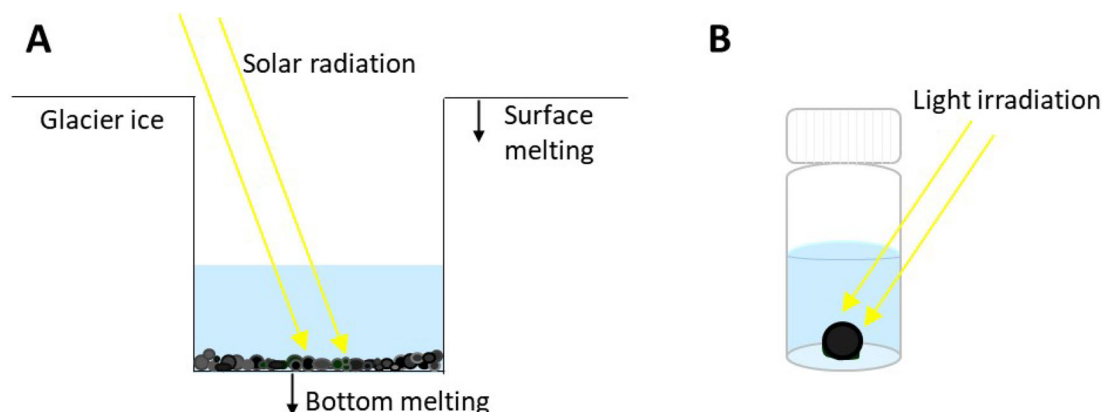 A
Solar radiation
Glacier ice
Surface
melting
Bottom melting
B
Light irradiation